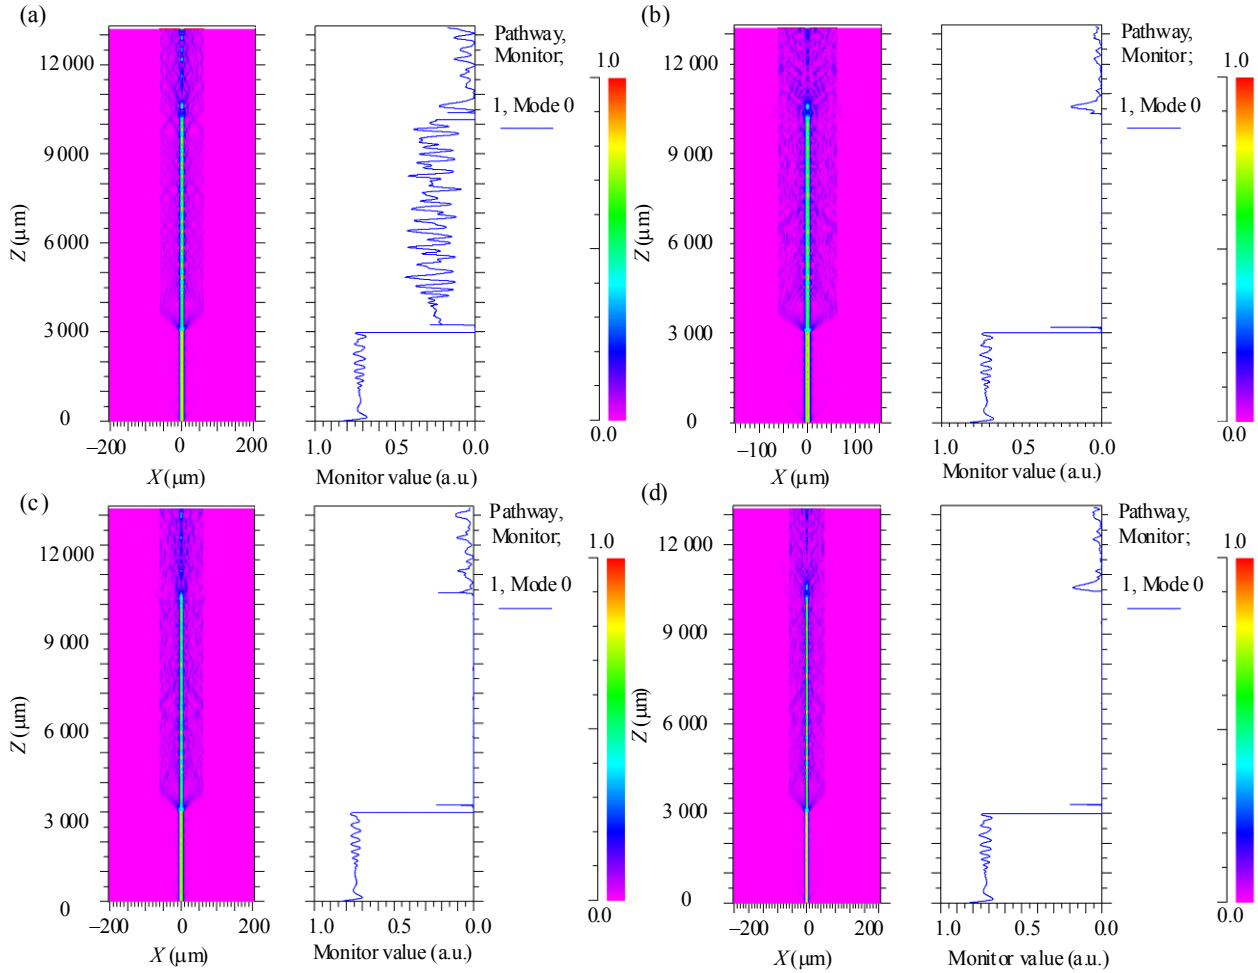 (a)
Pathway,
Monitor;
1.0
1, Mode 0
0.0
12 000
9 000
6 000
3 000
0
Z (μm)
−200 0 200
X (μm)
1.0 0.5 0.0
Monitor value (a.u.)
(b)
Pathway,
Monitor;
1.0
1, Mode 0
0.0
12 000
9 000
6 000
3 000
0
Z (μm)
−100 0 100
X (μm)
1.0 0.5 0.0
Monitor value (a.u.)
(c)
Pathway,
Monitor;
1.0
1, Mode 0
0.0
12 000
9 000
6 000
3 000
0
Z (μm)
−200 0 200
X (μm)
1.0 0.5 0.0
Monitor value (a.u.)
(d)
Pathway,
Monitor;
1.0
1, Mode 0
0.0
12 000
9 000
6 000
3 000
0
Z (μm)
−200 0 200
X (μm)
1.0 0.5 0.0
Monitor value (a.u.)